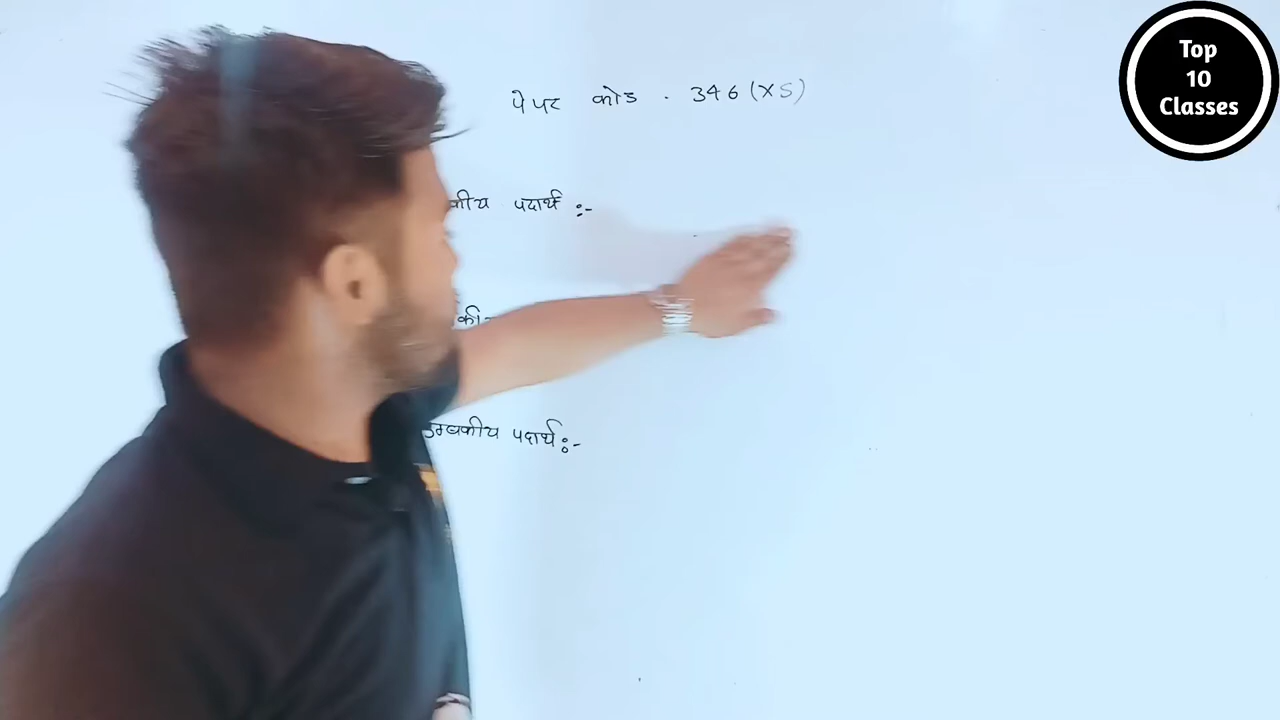 पेपर कोड - 346 (XS)
पदार्थ :-
पदार्थ :-
Top
10
Classes